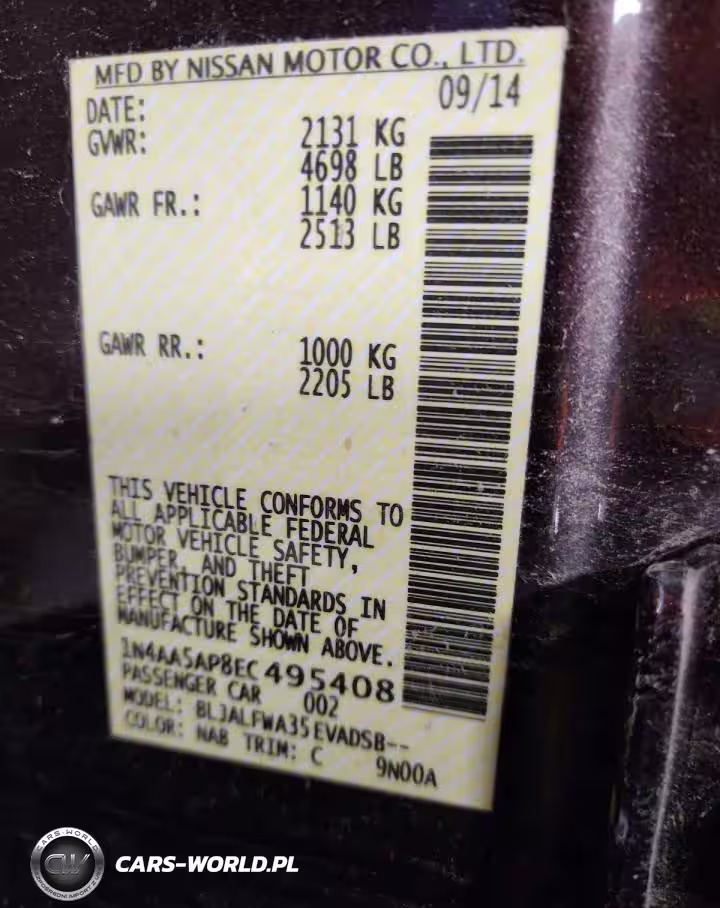 MFD BY NISSAN MOTOR CO., LTD.
DATE: 09/14
GVWR: 2131 KG
4698 LB
GAWR FR.: 1140 KG
2513 LB
GAWR RR.: 1000 KG
2205 LB
THIS VEHICLE CONFORMS TO
ALL APPLICABLE FEDERAL
MOTOR VEHICLE SAFETY,
BUMPER, AND THEFT
PREVENTION STANDARDS IN
EFFECT ON THE DATE OF
MANUFACTURE SHOWN ABOVE.
1N4AA5AP8EC495408
PASSENGER CAR 002
MODEL: BLJALFWA35EVADSB--
COLOR: NAB TRIM: C 9N00A
CARS-WORLD
CW
CARS-WORLD.PL